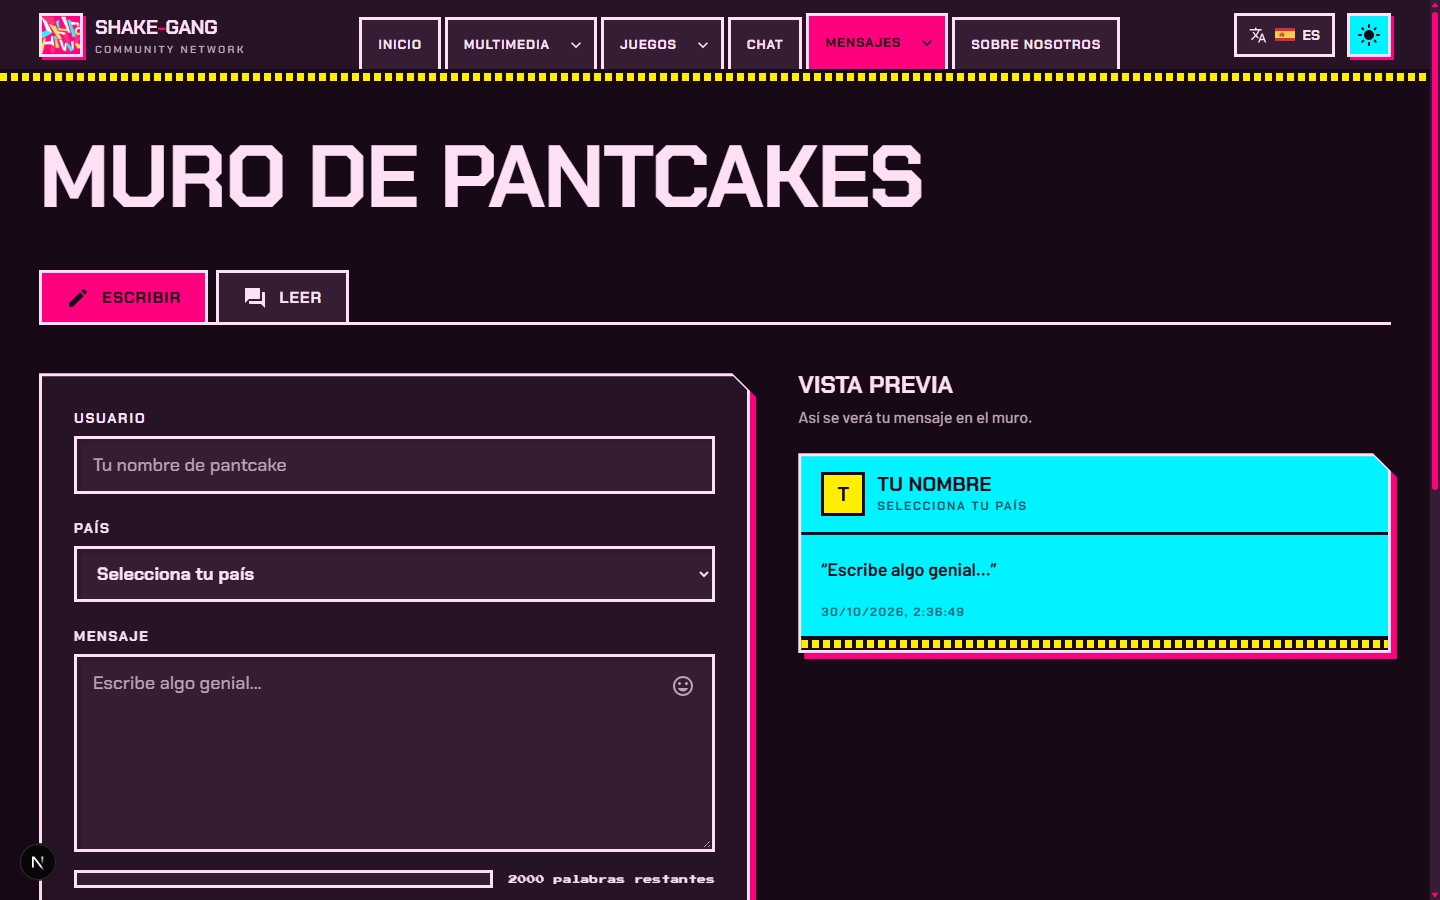 SHAKE-GANG
COMMUNITY NETWORK
INICIO
MULTIMEDIA
JUEGOS
CHAT
MENSAJES
SOBRE NOSOTROS
ES
MURO DE PANTCAKES
ESCRIBIR
LEER
USUARIO
Tu nombre de pantcake
PAÍS
Selecciona tu país
MENSAJE
Escribe algo genial...
2000 palabras restantes
VISTA PREVIA
Así se verá tu mensaje en el muro.
T
TU NOMBRE
SELECCIONA TU PAÍS
“Escribe algo genial...”
30/10/2026, 2:36:49
N